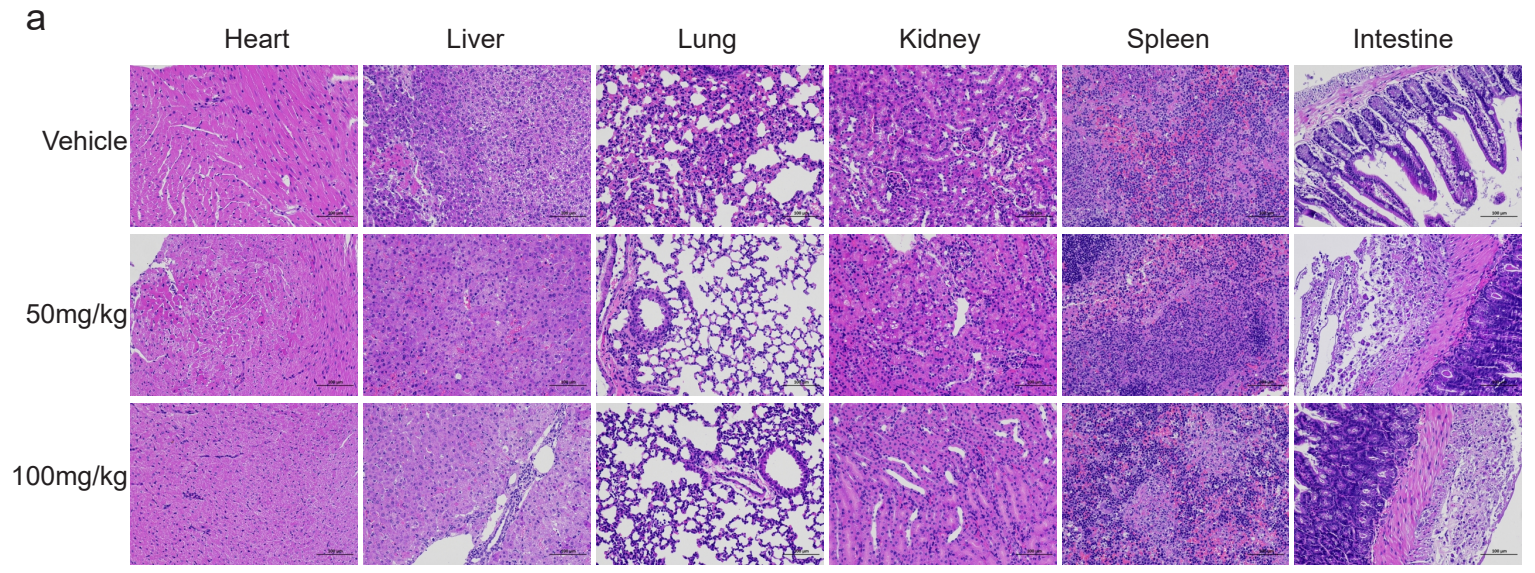 a
Heart Liver Lung Kidney Spleen Intestine
Vehicle
50mg/kg
100mg/kg